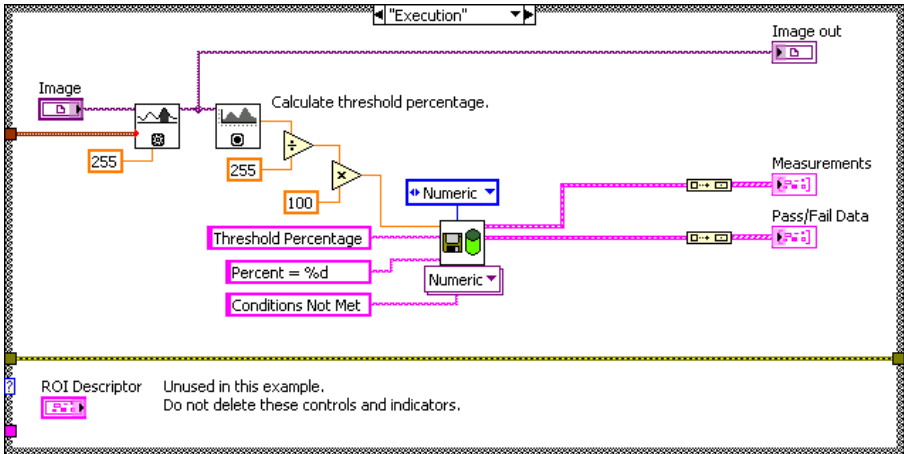 "Execution"
Image out
Image
Calculate threshold percentage.
255
255
100
Numeric
Measurements
Threshold Percentage
Pass/Fail Data
Percent = %d
Numeric
Conditions Not Met
?
ROI Descriptor
Unused in this example.
Do not delete these controls and indicators.